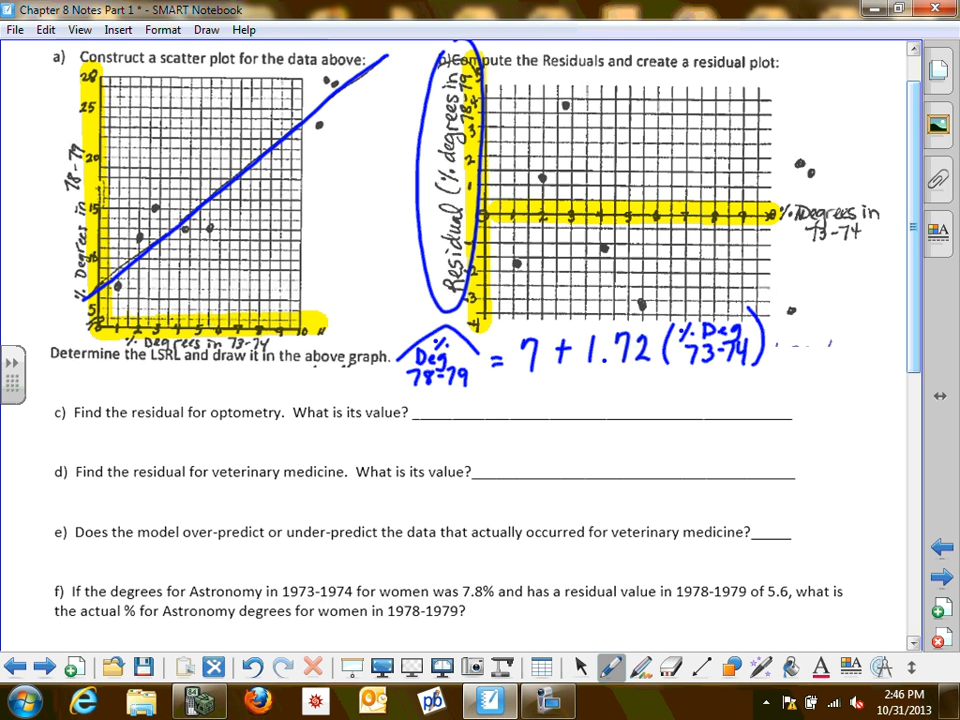 Chapter 8 Notes Part 1 * - SMART Notebook
File Edit View Insert Format Draw Help
a) Construct a scatter plot for the data above:
28
25
20
15
5
% Degrees in 78-79
1 2 3 4 5 6 7 8 9 10 11
% Degrees in 73-74
Compute the Residuals and create a residual plot:
Residual (% degrees in 78-79
% Degrees in
73-74
Determine the LSRL and draw it in the above graph.
%
Deg
78-79
= 7 + 1.72 (% Deg 73-74)
c) Find the residual for optometry. What is its value?
d) Find the residual for veterinary medicine. What is its value?
e) Does the model over-predict or under-predict the data that actually occurred for veterinary medicine?
f) If the degrees for Astronomy in 1973-1974 for women was 7.8% and has a residual value in 1978-1979 of 5.6, what is
the actual % for Astronomy degrees for women in 1978-1979?
2:46 PM
10/31/2013